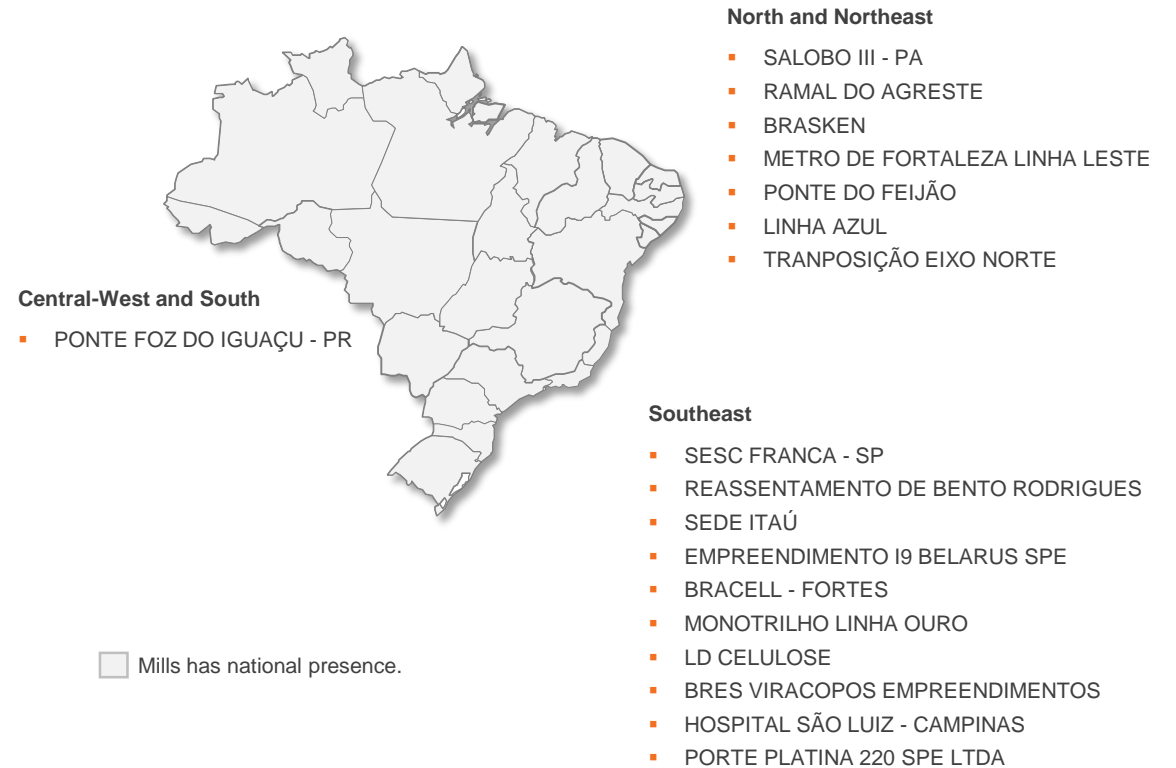 North and Northeast
▪ SALOBO III - PA
▪ RAMAL DO AGRESTE
▪ BRASKEN
▪ METRO DE FORTALEZA LINHA LESTE
▪ PONTE DO FEIJÃO
▪ LINHA AZUL
▪ TRANPOSIÇÃO EIXO NORTE
Central-West and South
▪ PONTE FOZ DO IGUAÇU - PR
Southeast
▪ SESC FRANCA - SP
▪ REASSENTAMENTO DE BENTO RODRIGUES
▪ SEDE ITAÚ
▪ EMPREENDIMENTO I9 BELARUS SPE
▪ BRACELL - FORTES
▪ MONOTRILHO LINHA OURO
▪ LD CELULOSE
▪ BRES VIRACOPOS EMPREENDIMENTOS
▪ HOSPITAL SÃO LUIZ - CAMPINAS
▪ PORTE PLATINA 220 SPE LTDA
Mills has national presence.